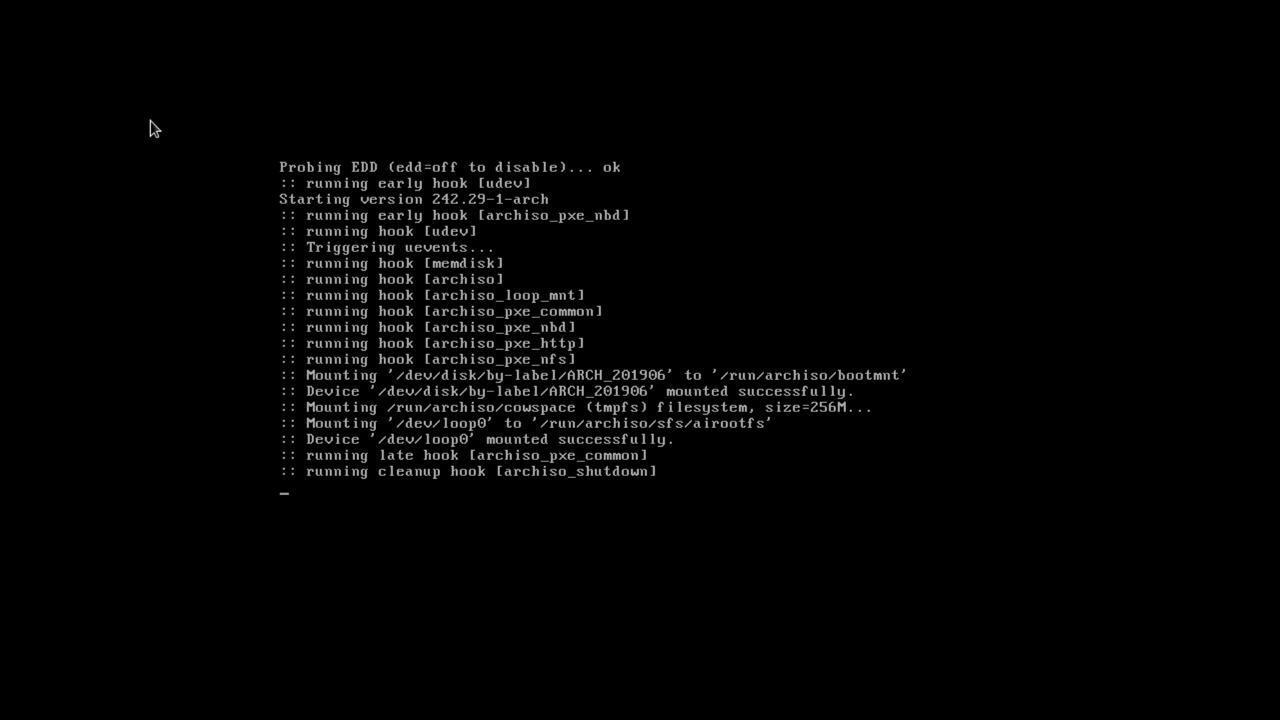 Probing EDD (edd=off to disable)... ok
:: running early hook [udev]
Starting version 242.29-1-arch
:: running early hook [archiso_pxe_nbd]
:: running hook [udev]
:: Triggering uevents...
:: running hook [memdisk]
:: running hook [archiso]
:: running hook [archiso_loop_mnt]
:: running hook [archiso_pxe_common]
:: running hook [archiso_pxe_nbd]
:: running hook [archiso_pxe_http]
:: running hook [archiso_pxe_nfs]
:: Mounting '/dev/disk/by-label/ARCH_201906' to '/run/archiso/bootmnt'
:: Device '/dev/disk/by-label/ARCH_201906' mounted successfully.
:: Mounting /run/archiso/cowspace (tmpfs) filesystem, size=256M...
:: Mounting '/dev/loop0' to '/run/archiso/sfs/airootfs'
:: Device '/dev/loop0' mounted successfully.
:: running late hook [archiso_pxe_common]
:: running cleanup hook [archiso_shutdown]